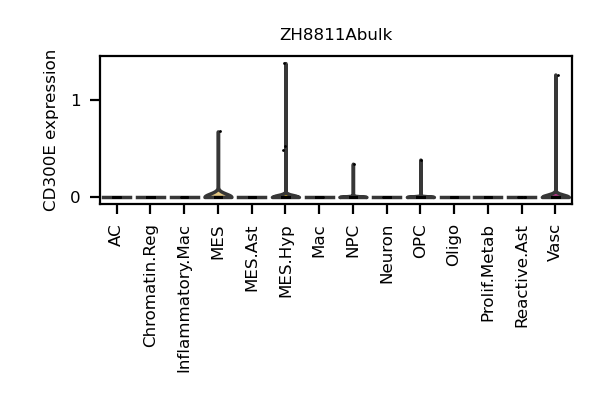 ZH8811Abulk
CD300E expression
1
0
AC
Chromatin.Reg
Inflammatory.Mac
MES
MES.Ast
MES.Hyp
Mac
NPC
Neuron
OPC
Oligo
Prolif.Metab
Reactive.Ast
Vasc